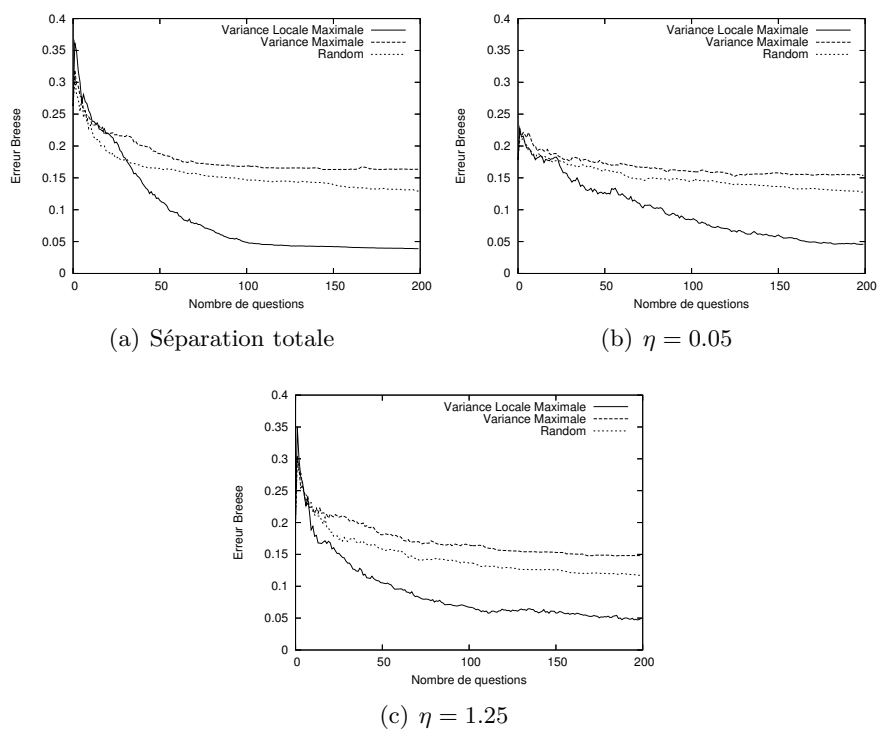 0.4
0.35
0.3
0.25
0.2
0.15
0.1
0.05
0
Erreur Breese
Variance Locale Maximale
Variance Maximale
Random
0 50 100 150 200
Nombre de questions
(a) Séparation totale
0.4
0.35
0.3
0.25
0.2
0.15
0.1
0.05
0
Erreur Breese
Variance Locale Maximale
Variance Maximale
Random
0 50 100 150 200
Nombre de questions
(b) η = 0.05
0.4
0.35
0.3
0.25
0.2
0.15
0.1
0.05
0
Erreur Breese
Variance Locale Maximale
Variance Maximale
Random
0 50 100 150 200
Nombre de questions
(c) η = 1.25